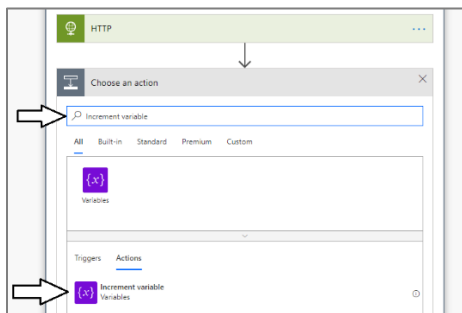 HTTP
Choose an action
Increment variable
All Built-in Standard Premium Custom
{x}
Variables
Triggers Actions
{x} Increment variable
Variables